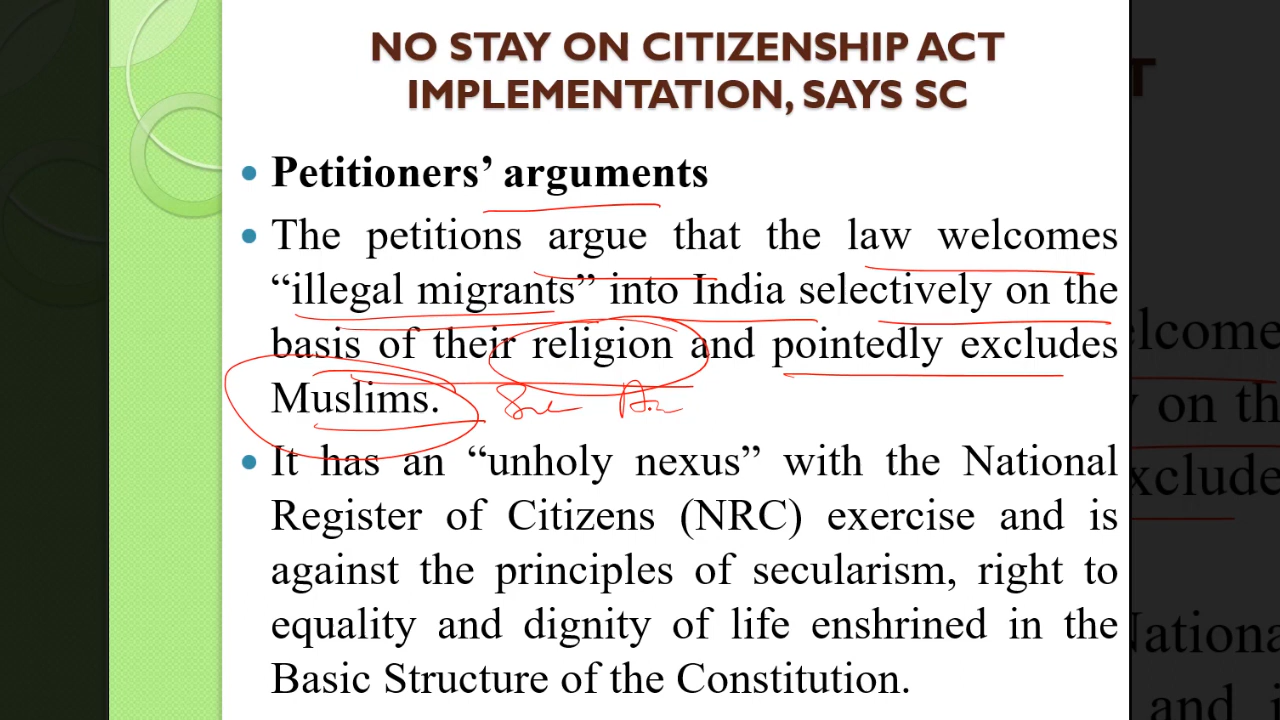 NO STAY ON CITIZENSHIP ACT
IMPLEMENTATION, SAYS SC
• Petitioners’ arguments
• The petitions argue that the law welcomes
“illegal migrants” into India selectively on the
basis of their religion and pointedly excludes
Muslims.
• It has an “unholy nexus” with the National
Register of Citizens (NRC) exercise and is
against the principles of secularism, right to
equality and dignity of life enshrined in the
Basic Structure of the Constitution.